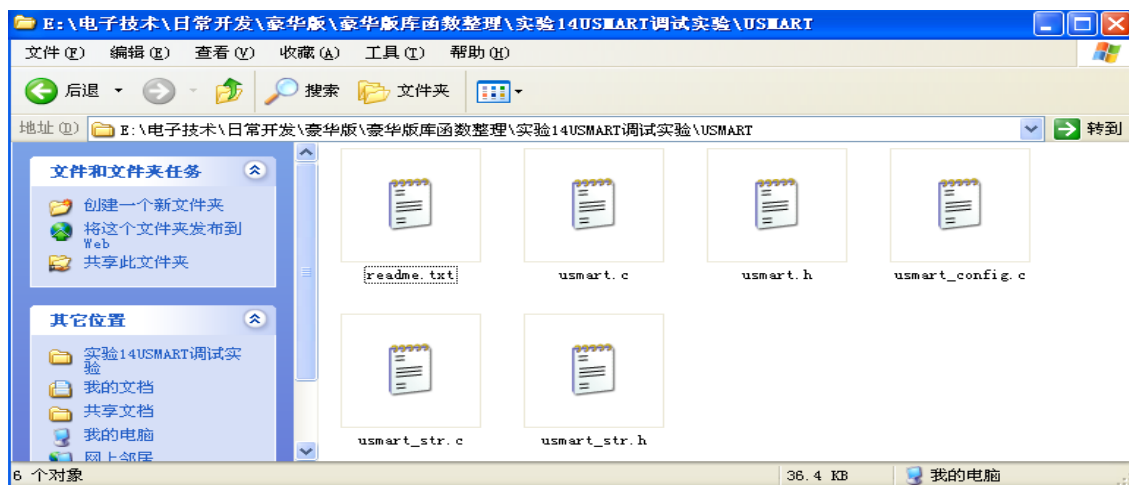 E:\电子技术\日常开发\豪华版\豪华版库函数整理\实验14USMART调试实验\USMART
文件(F) 编辑(E) 查看(V) 收藏(A) 工具(T) 帮助(H)
后退 搜索 文件夹
地址(D) E:\电子技术\日常开发\豪华版\豪华版库函数整理\实验14USMART调试实验\USMART 转到
文件和文件夹任务
创建一个新文件夹
将这个文件夹发布到
Web
共享此文件夹
其它位置
实验14USMART调试实
验
我的文档
共享文档
我的电脑
网上邻居
readme.txt
usmart.c
usmart.h
usmart_config.c
usmart_str.c
usmart_str.h
6 个对象 36.4 KB 我的电脑